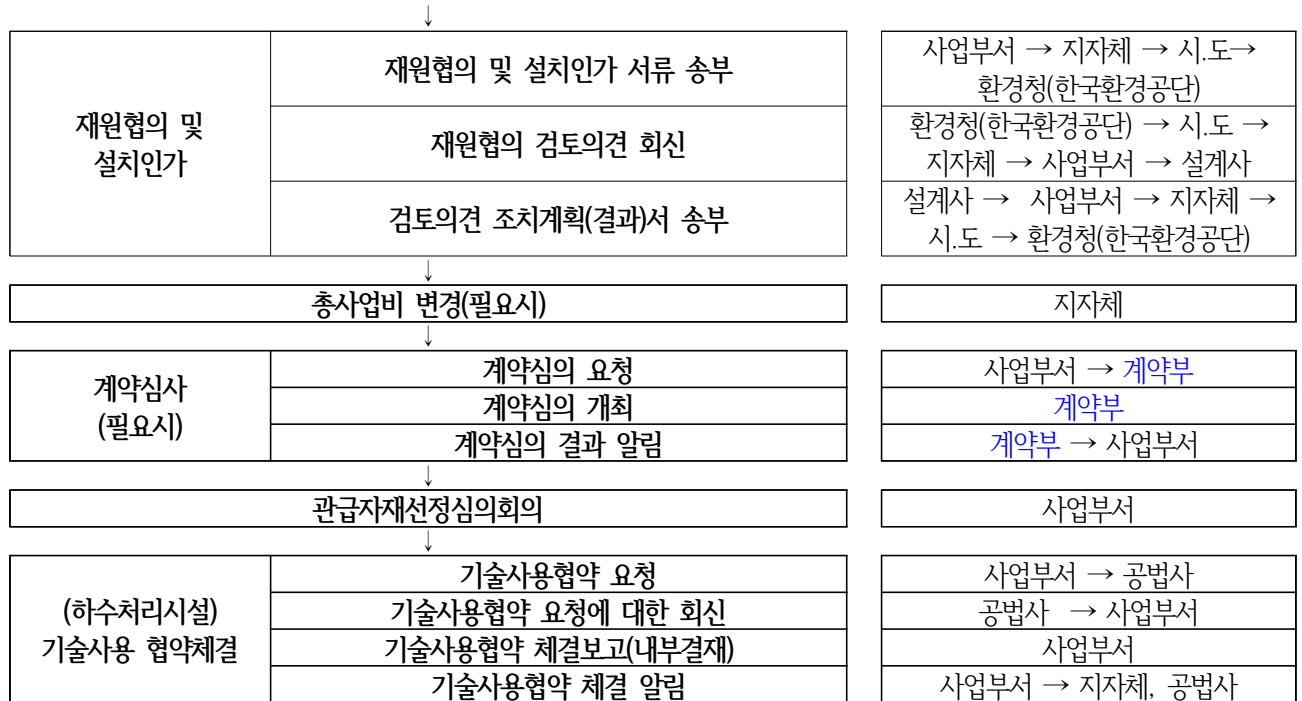 ↓
재원협의 및
설치인가
재원협의 및 설치인가 서류 송부
사업부서 → 지자체 → 시.도→
환경청(한국환경공단)
재원협의 검토의견 회신
환경청(한국환경공단) → 시.도 →
지자체 → 사업부서 → 설계사
검토의견 조치계획(결과)서 송부
설계사 → 사업부서 → 지자체 →
시.도 → 환경청(한국환경공단)
↓
총사업비 변경(필요시)
지자체
↓
계약심사
(필요시)
계약심의 요청
사업부서 → 계약부
계약심의 개최
계약부
계약심의 결과 알림
계약부 → 사업부서
↓
관급자재선정심의회의
사업부서
↓
(하수처리시설)
기술사용 협약체결
기술사용협약 요청
사업부서 → 공법사
기술사용협약 요청에 대한 회신
공법사 → 사업부서
기술사용협약 체결보고(내부결재)
사업부서
기술사용협약 체결 알림
사업부서 → 지자체, 공법사